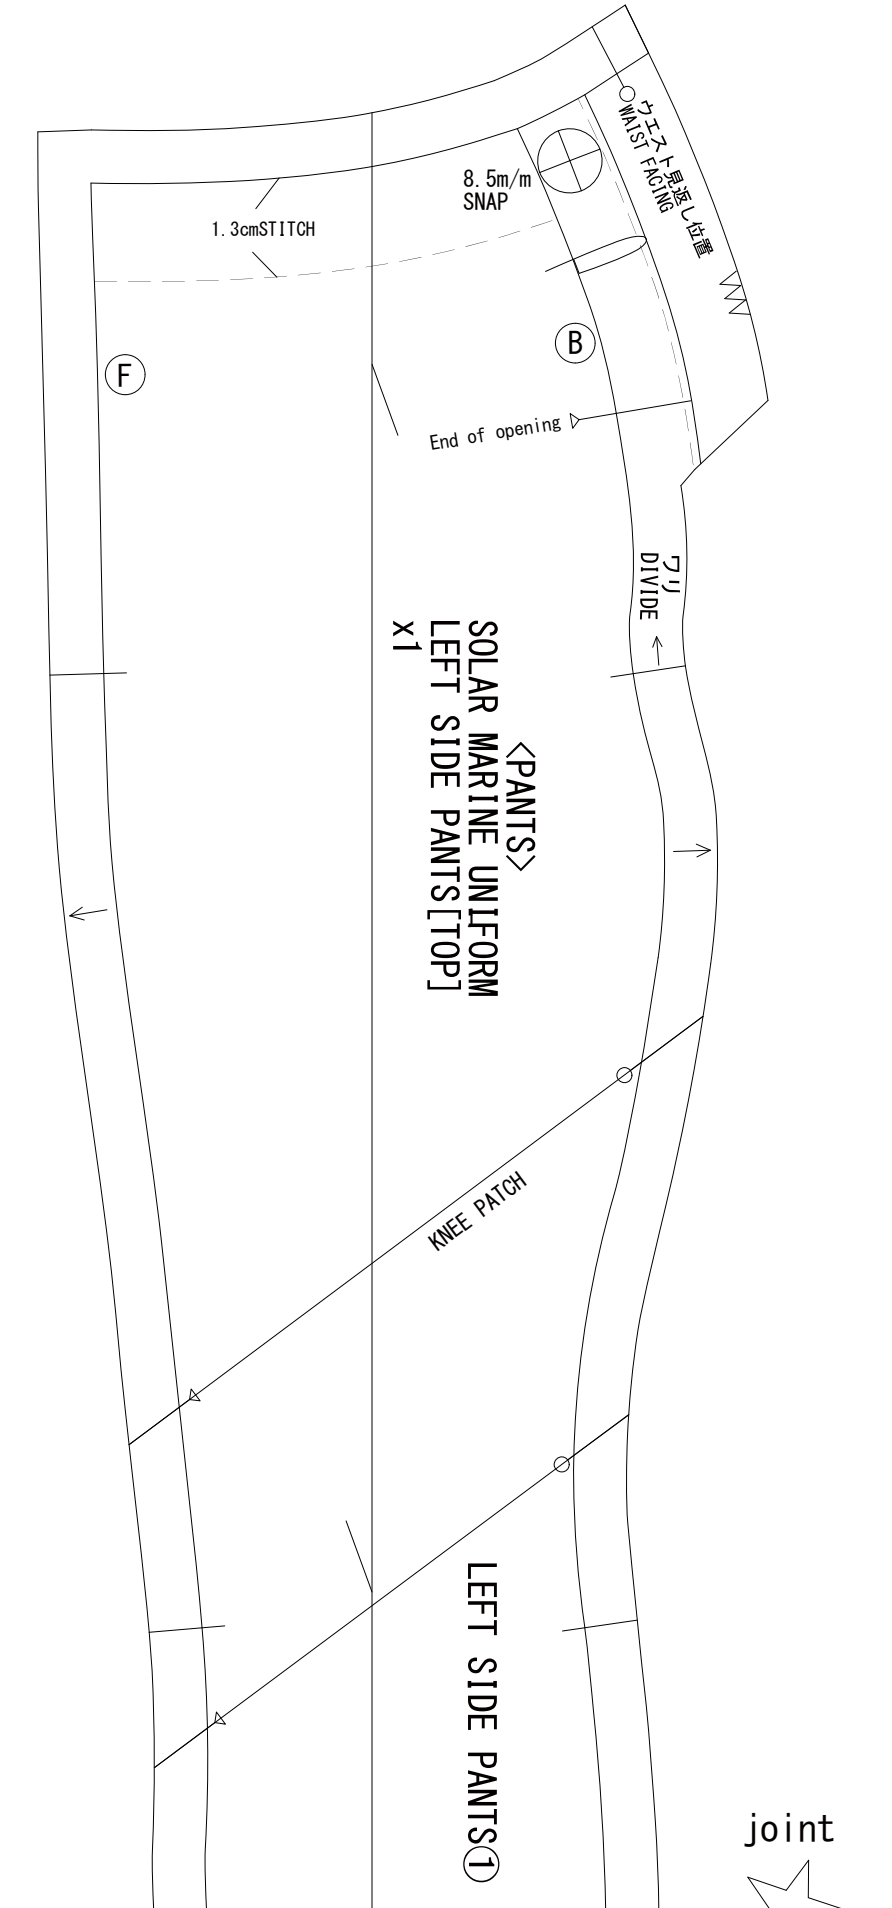 ウエスト見返し位置
WAIST FACING
8.5m/m
SNAP
1.3cmSTITCH
F
B
End of opening
ワリ
DIVIDE
<PANTS>
SOLAR MARINE UNIFORM
LEFT SIDE PANTS[TOP]
x1
KNEE PATCH
LEFT SIDE PANTS①
joint